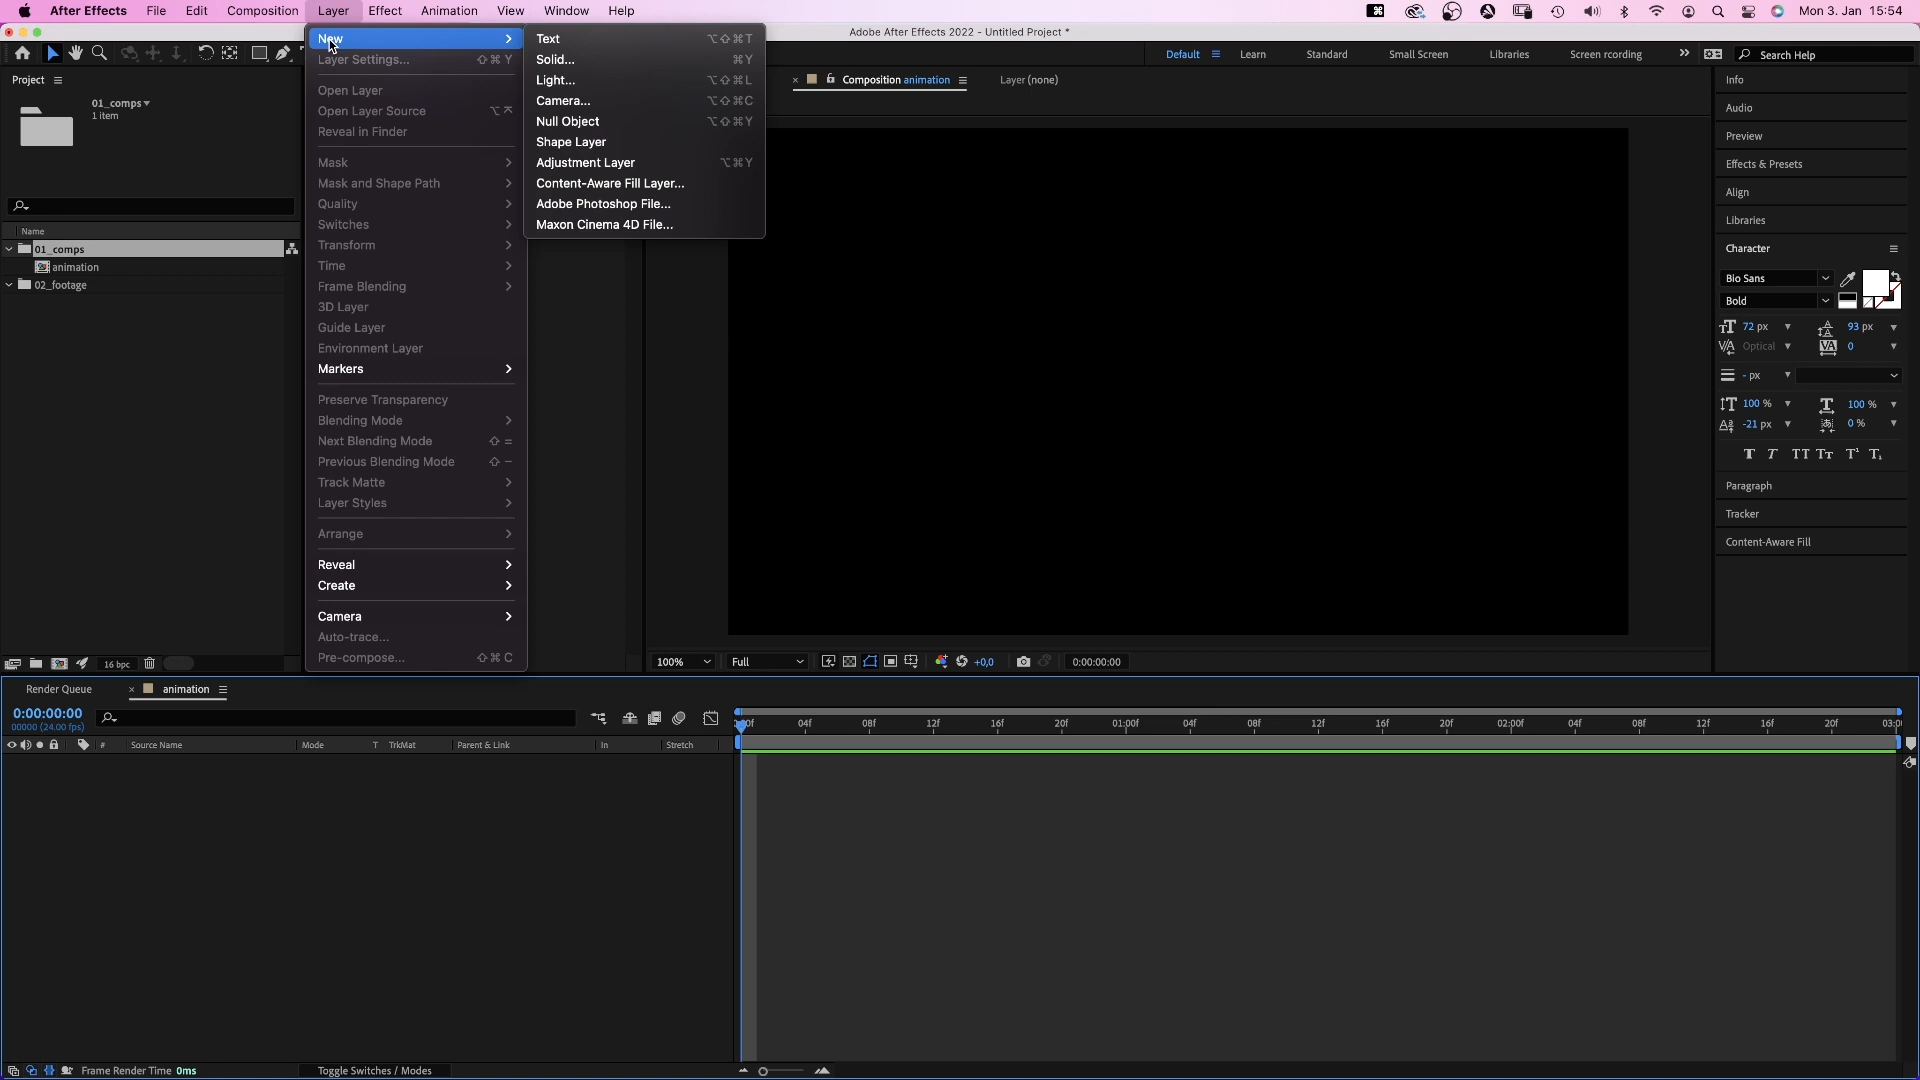 After Effects File Edit Composition Layer Effect Animation View Window Help Mon 3. Jan 15:54
Adobe After Effects 2022 - Untitled Project *
Default Learn Standard Small Screen Libraries Screen recording Search Help
New
Layer Settings... ⇧⌘Y
Open Layer
Open Layer Source
Reveal in Finder
Mask
Mask and Shape Path
Quality
Switches
Transform
Time
Frame Blending
3D Layer
Guide Layer
Environment Layer
Markers
Preserve Transparency
Blending Mode
Next Blending Mode ⇧ =
Previous Blending Mode ⇧ –
Track Matte
Layer Styles
Arrange
Reveal
Create
Camera
Auto-trace...
Pre-compose... ⇧⌘C
Text ⌥⇧⌘T
Solid... ⌘Y
Light... ⌥⇧⌘L
Camera... ⌥⇧⌘C
Null Object ⌥⇧⌘Y
Shape Layer
Adjustment Layer ⌥⌘Y
Content-Aware Fill Layer...
Adobe Photoshop File...
Maxon Cinema 4D File...
Project
01_comps
1 item
Name
01_comps
animation
02_footage
16 bpc
Composition animation
Layer (none)
100% Full +0,0 0:00:00:00
Info
Audio
Preview
Effects & Presets
Align
Libraries
Character
Bio Sans
Bold
72 px 93 px
Optical 0
- px
100 % 100 %
-21 px 0 %
Paragraph
Tracker
Content-Aware Fill
Render Queue animation
0:00:00:00
00000 (24.00 fps)
# Source Name Mode T TrkMat Parent & Link In Stretch
04f 08f 12f 16f 20f 01:00f 04f 08f 12f 16f 20f 02:00f 04f 08f 12f 16f 20f
Frame Render Time 0ms Toggle Switches / Modes